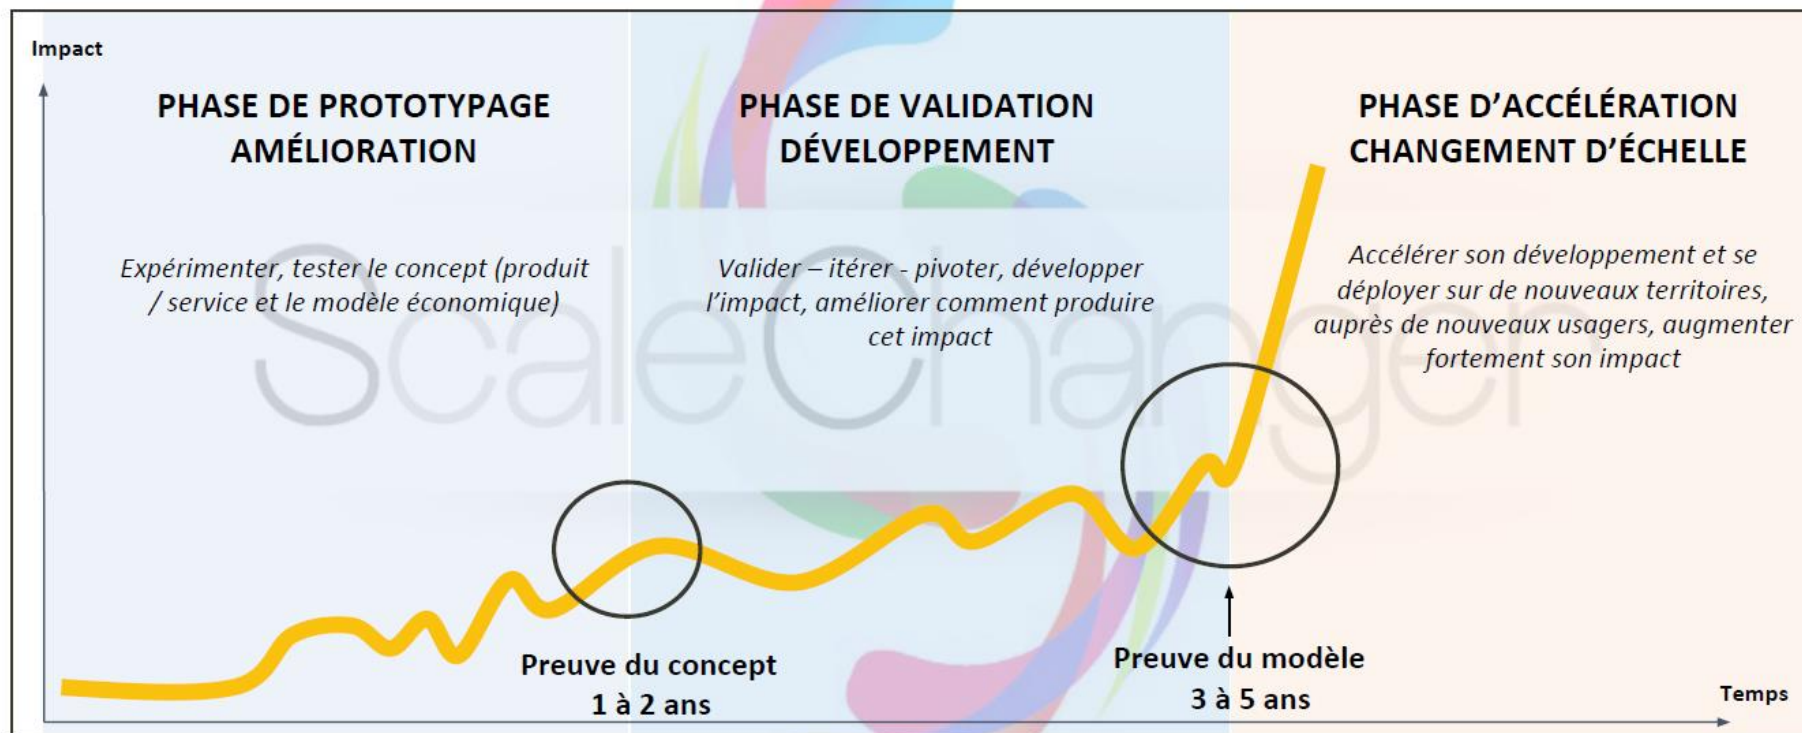 Impact
PHASE DE PROTOTYPAGE
AMÉLIORATION
Expérimenter, tester le concept (produit
/ service et le modèle économique)
PHASE DE VALIDATION
DÉVELOPPEMENT
Valider – itérer - pivoter, développer
l’impact, améliorer comment produire
cet impact
PHASE D’ACCÉLÉRATION
CHANGEMENT D’ÉCHELLE
Accélérer son développement et se
déployer sur de nouveaux territoires,
auprès de nouveaux usagers, augmenter
fortement son impact
ScaleChanger
Preuve du concept
1 à 2 ans
Preuve du modèle
3 à 5 ans
Temps